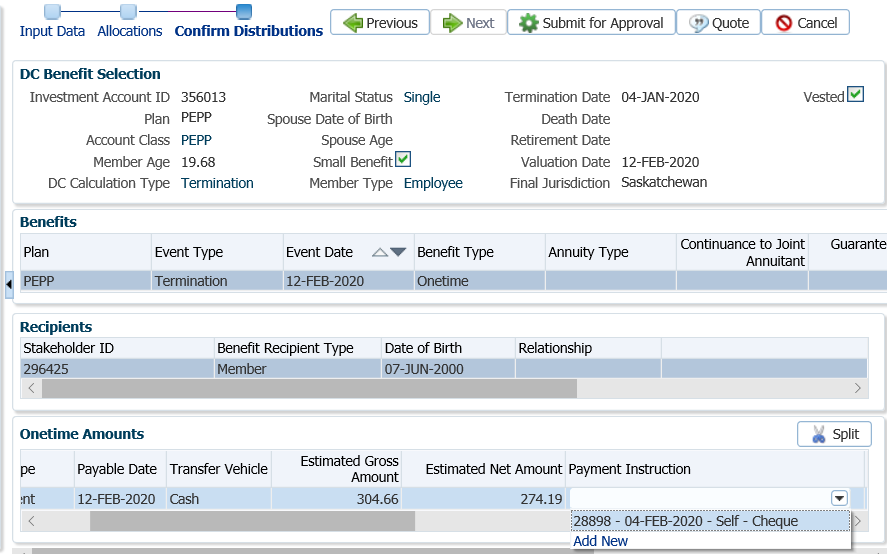 Input Data Allocations Confirm Distributions Previous Next Submit for Approval Quote Cancel
DC Benefit Selection
Investment Account ID 356013 Marital Status Single Termination Date 04-JAN-2020 Vested
Plan PEPP Spouse Date of Birth Death Date
Account Class PEPP Spouse Age Retirement Date
Member Age 19.68 Small Benefit Valuation Date 12-FEB-2020
DC Calculation Type Termination Member Type Employee Final Jurisdiction Saskatchewan
Benefits
Plan Event Type Event Date Benefit Type Annuity Type Continuance to Joint Annuitant Guarante
PEPP Termination 12-FEB-2020 Onetime
Recipients
Stakeholder ID Benefit Recipient Type Date of Birth Relationship
296425 Member 07-JUN-2000
Onetime Amounts Split
pe Payable Date Transfer Vehicle Estimated Gross Amount Estimated Net Amount Payment Instruction
nt 12-FEB-2020 Cash 304.66 274.19
28898 - 04-FEB-2020 - Self - Cheque
Add New